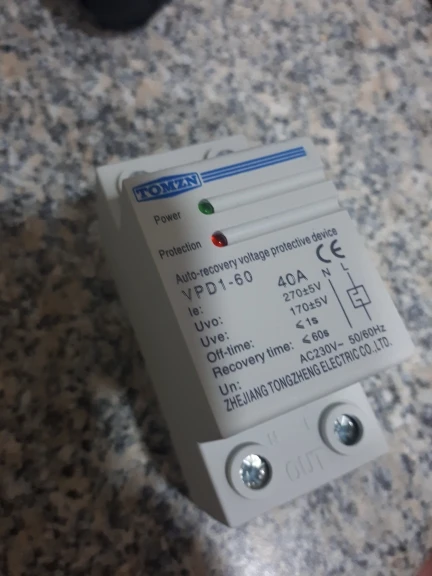 TOMZN
Power
Protection
Auto-recovery voltage protective device
VPD1-60
CE
Ie: 40A N L
Uvo: 270±5V
Uve: 170±5V
Off-time: ⩽1s
Recovery time: ⩽60s
Un: AC230V~ 50/60Hz
ZHEJIANG TONGZHENG ELECTRIC CO.,LTD.
OUT